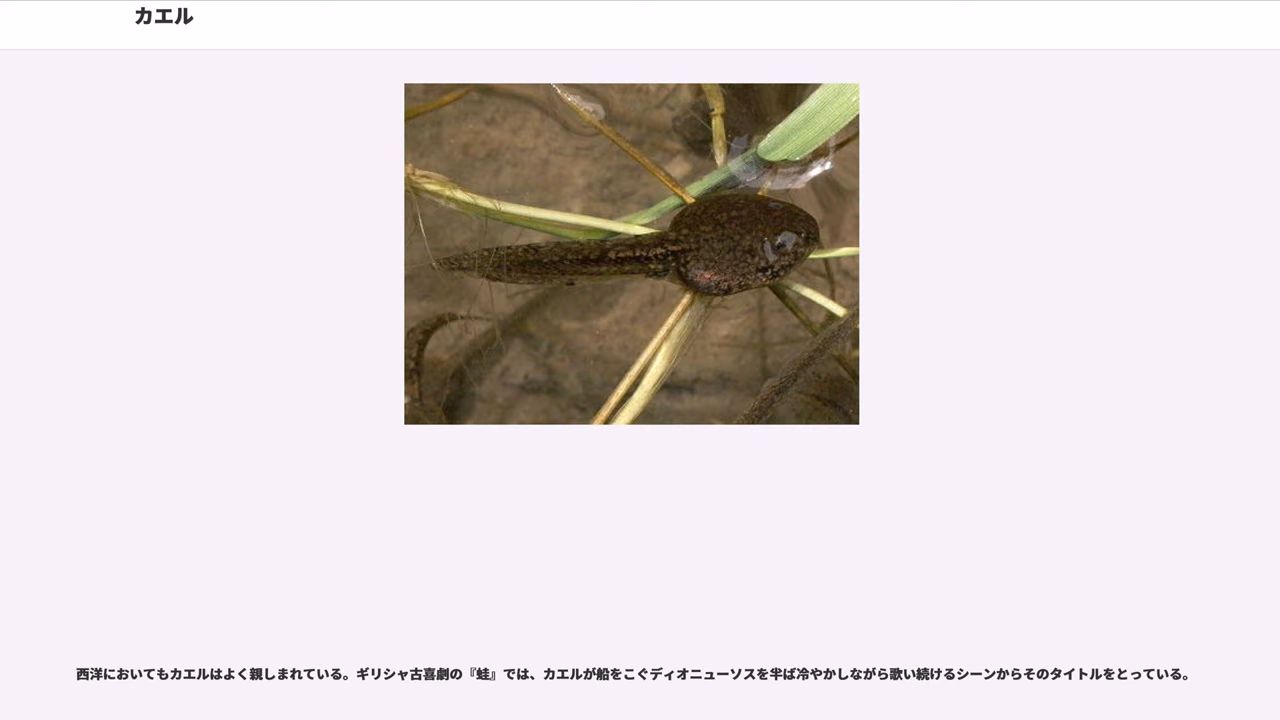 カエル
西洋においてもカエルはよく親しまれている。ギリシャ古喜劇の『蛙』では、カエルが船をこぐディオニューソスを半ば冷やかしながら歌い続けるシーンからそのタイトルをとっている。